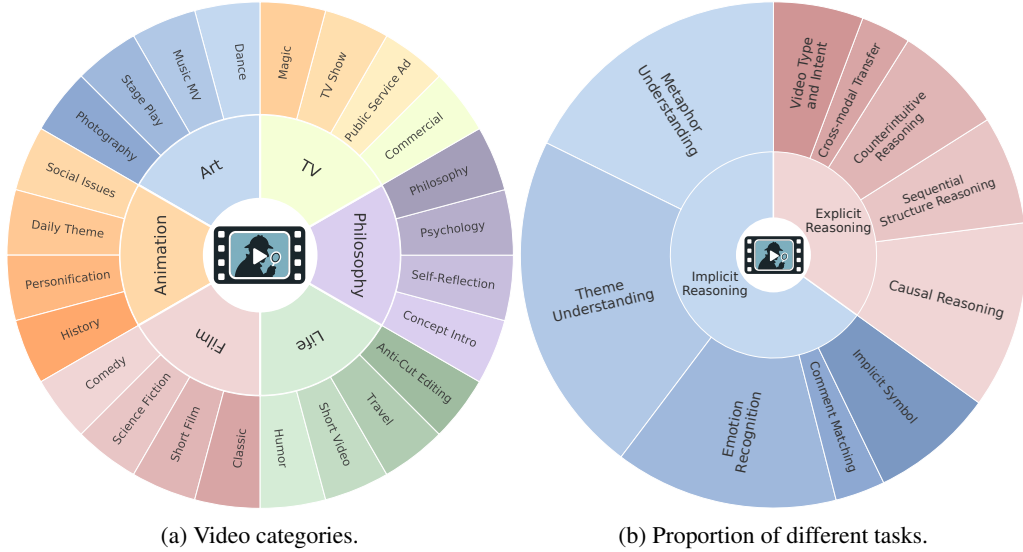 Art
TV
Philosophy
Life
Film
Animation
Photography
Stage Play
Music MV
Dance
Magic
TV Show
Public Service Ad
Commercial
Philosophy
Psychology
Self-Reflection
Concept Intro
Anti-Cut Editing
Travel
Short Video
Humor
Classic
Short Film
Science Fiction
Comedy
History
Personification
Daily Theme
Social Issues
(a) Video categories.
Explicit
Reasoning
Implicit
Reasoning
Video Type
and Intent
Cross-modal Transfer
Counterintuitive
Reasoning
Sequential
Structure Reasoning
Causal Reasoning
Implicit Symbol
Comment Matching
Emotion
Recognition
Theme
Understanding
Metaphor
Understanding
(b) Proportion of different tasks.